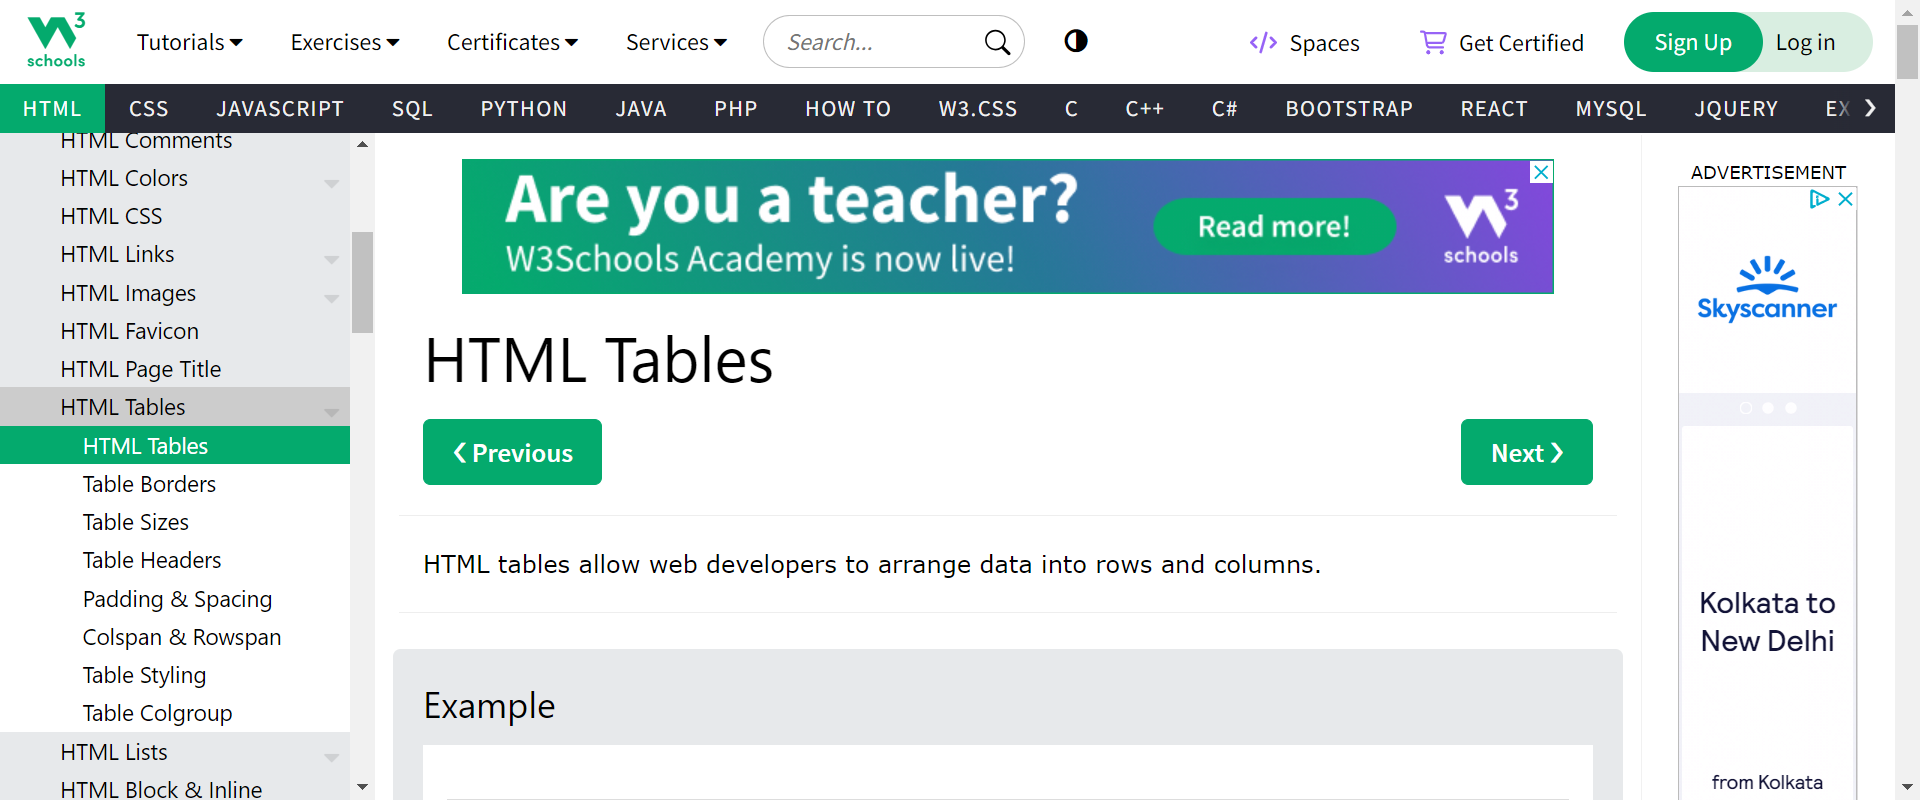 W3
schools
Tutorials
Exercises
Certificates
Services
Search...
Spaces
Get Certified
Sign Up
Log in
HTML
CSS
JAVASCRIPT
SQL
PYTHON
JAVA
PHP
HOW TO
W3.CSS
C
C++
C#
BOOTSTRAP
REACT
MYSQL
JQUERY
EX
HTML Comments
HTML Colors
HTML CSS
HTML Links
HTML Images
HTML Favicon
HTML Page Title
HTML Tables
HTML Tables
Table Borders
Table Sizes
Table Headers
Padding & Spacing
Colspan & Rowspan
Table Styling
Table Colgroup
HTML Lists
HTML Block & Inline
Are you a teacher?
W3Schools Academy is now live!
Read more!
W3
schools
HTML Tables
❮ Previous
Next ❯
HTML tables allow web developers to arrange data into rows and columns.
Example
ADVERTISEMENT
Skyscanner
Kolkata to
New Delhi
from Kolkata